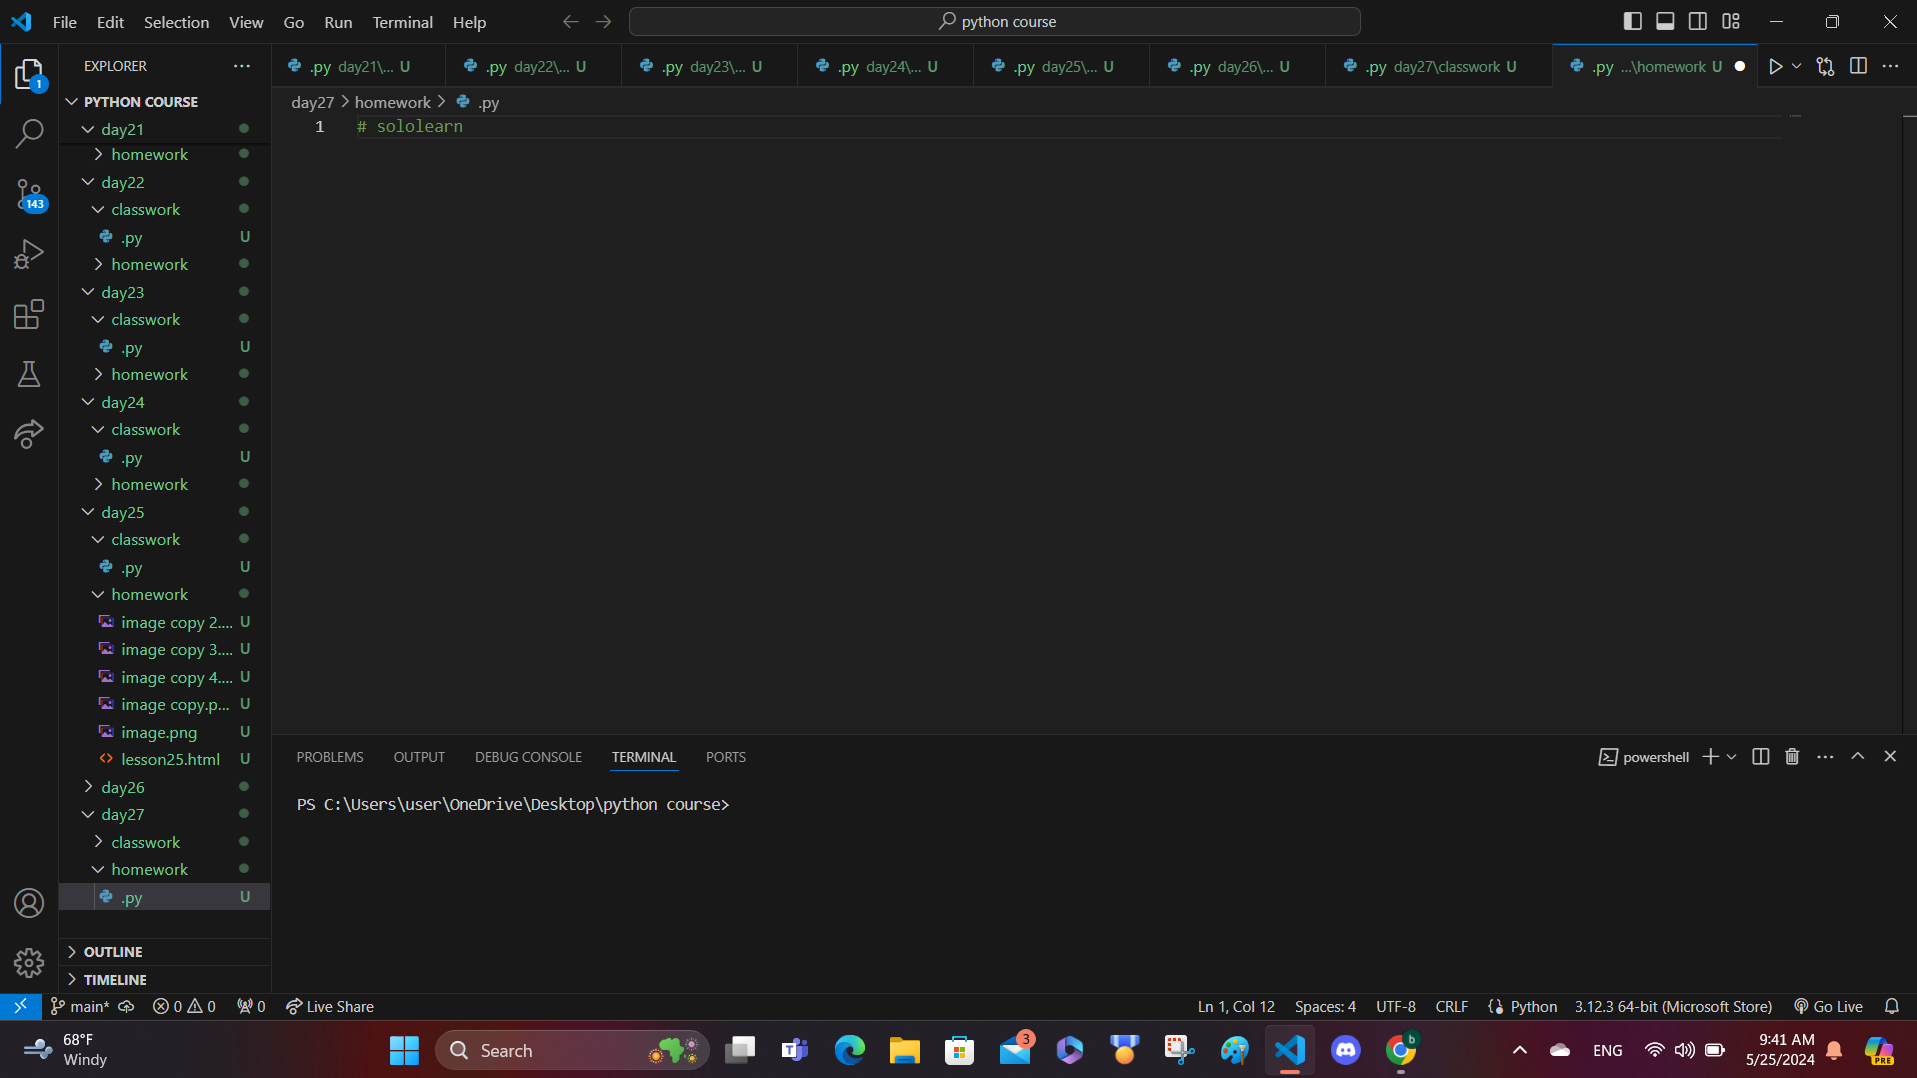 File Edit Selection View Go Run Terminal Help
python course
EXPLORER
.py day21\... U
.py day22\... U
.py day23\... U
.py day24\... U
.py day25\... U
.py day26\... U
.py day27\classwork U
.py ...\homework U
1
PYTHON COURSE
day27 > homework > .py
day21
1 # sololearn
homework
day22
143
classwork
.py U
homework
day23
classwork
.py U
homework
day24
classwork
.py U
homework
day25
classwork
.py U
homework
image copy 2.... U
image copy 3.... U
image copy 4.... U
image copy.p... U
image.png U
lesson25.html U
day26
day27
classwork
homework
.py U
OUTLINE
TIMELINE
PROBLEMS OUTPUT DEBUG CONSOLE TERMINAL PORTS
powershell
PS C:\Users\user\OneDrive\Desktop\python course>
main* 0 0 0 Live Share
Ln 1, Col 12 Spaces: 4 UTF-8 CRLF Python 3.12.3 64-bit (Microsoft Store) Go Live
68°F
Windy
Search
3
b
ENG
9:41 AM
5/25/2024
PRE